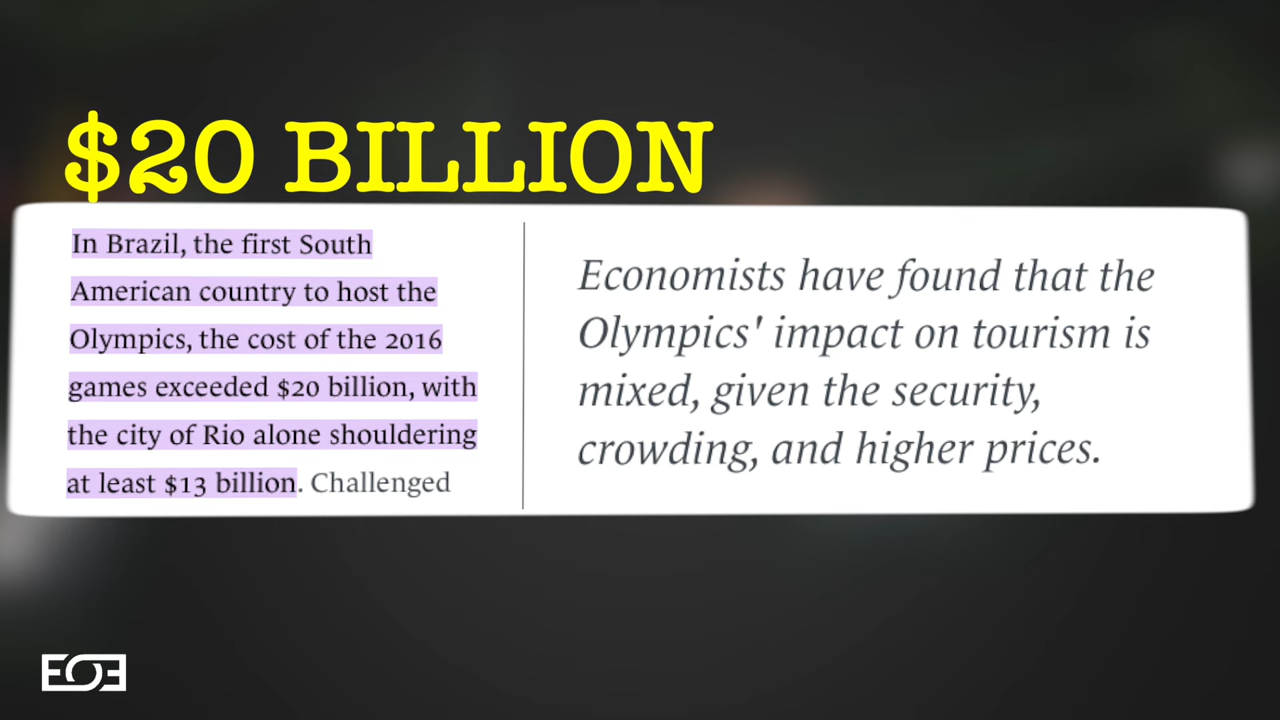 $20 BILLION
In Brazil, the first South
American country to host the
Olympics, the cost of the 2016
games exceeded $20 billion, with
the city of Rio alone shouldering
at least $13 billion. Challenged
Economists have found that the
Olympics' impact on tourism is
mixed, given the security,
crowding, and higher prices.
EOE